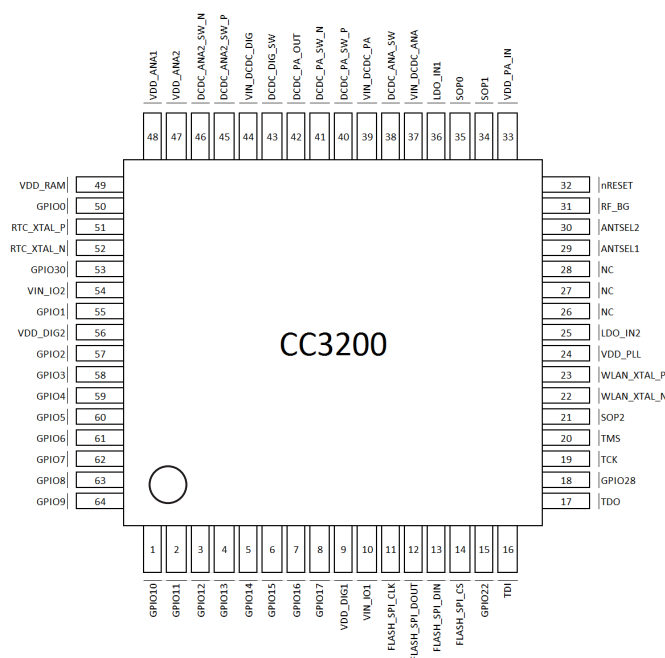 VDD_ANA1
VDD_ANA2
DCDC_ANA2_SW_N
DCDC_ANA2_SW_P
VIN_DCDC_DIG
DCDC_DIG_SW
DCDC_PA_OUT
DCDC_PA_SW_N
DCDC_PA_SW_P
VIN_DCDC_PA
DCDC_ANA_SW
VIN_DCDC_ANA
LDO_IN1
SOP0
SOP1
VDD_PA_IN
48 47 46 45 44 43 42 41 40 39 38 37 36 35 34 33
VDD_RAM 49
GPIO0 50
RTC_XTAL_P 51
RTC_XTAL_N 52
GPIO30 53
VIN_IO2 54
GPIO1 55
VDD_DIG2 56
GPIO2 57
GPIO3 58
GPIO4 59
GPIO5 60
GPIO6 61
GPIO7 62
GPIO8 63
GPIO9 64
CC3200
32 nRESET
31 RF_BG
30 ANTSEL2
29 ANTSEL1
28 NC
27 NC
26 NC
25 LDO_IN2
24 VDD_PLL
23 WLAN_XTAL_P
22 WLAN_XTAL_N
21 SOP2
20 TMS
19 TCK
18 GPIO28
17 TDO
1 2 3 4 5 6 7 8 9 10 11 12 13 14 15 16
GPIO10
GPIO11
GPIO12
GPIO13
GPIO14
GPIO15
GPIO16
GPIO17
VDD_DIG1
VIN_IO1
FLASH_SPI_CLK
FLASH_SPI_DOUT
FLASH_SPI_DIN
FLASH_SPI_CS
GPIO22
TDI